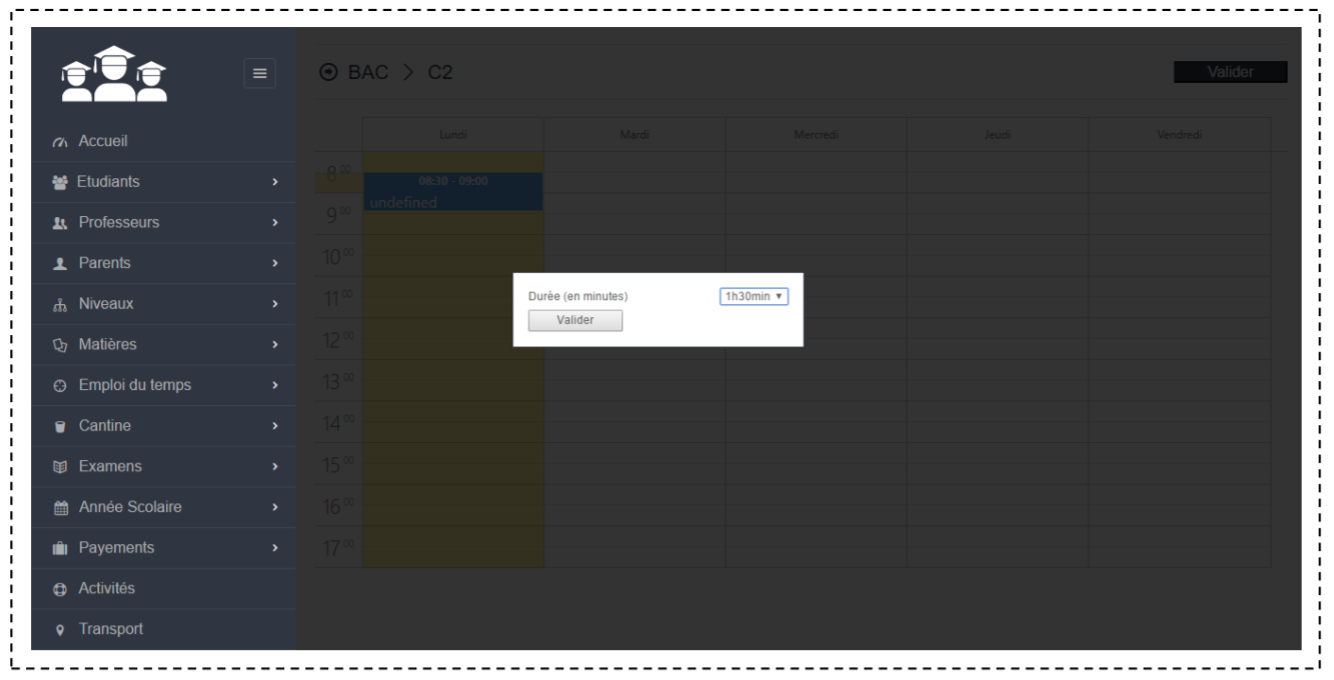 BAC > C2
Valider
Accueil
Etudiants
Professeurs
Parents
Niveaux
Matières
Emploi du temps
Cantine
Examens
Année Scolaire
Payements
Activités
Transport
Lundi Mardi Mercredi Jeudi Vendredi
8 00
08:30 - 09:00
undefined
9 00
10 00
11 00
12 00
13 00
14 00
15 00
16 00
17 00
Durée (en minutes) 1h30min
Valider